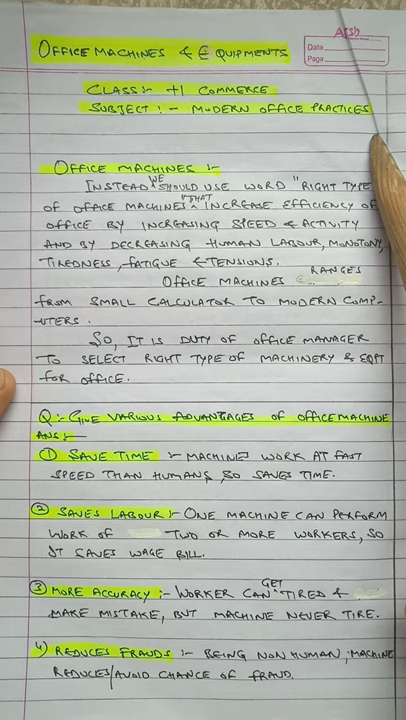 Arsh
OFFICE MACHINES & EQUIPMENTS
Date
Page
CLASS :- +1 COMMERCE
SUBJECT :- MODERN OFFICE PRACTICES
OFFICE MACHINES :-
INSTEAD WE SHOULD USE WORD "RIGHT TYPE
OF OFFICE MACHINES" THAT INCREASE EFFICIENCY OF
OFFICE BY INCREASING SPEED & ACTIVITY
AND BY DECREASING HUMAN LABOUR, MONOTONY,
TIREDNESS, FATIGUE & TENSIONS.
OFFICE MACHINES RANGES
FROM SMALL CALCULATOR TO MODERN COMP-
UTERS.
SO, IT IS DUTY OF OFFICE MANAGER
TO SELECT RIGHT TYPE OF MACHINERY & EQPT
FOR OFFICE.
Q:- GIVE VARIOUS ADVANTAGES OF OFFICE MACHINE
ANS:-
① SAVE TIME :- MACHINES WORK AT FAST
SPEED THAN HUMANS, SO SAVES TIME.
② SAVES LABOUR :- ONE MACHINE CAN PERFORM
WORK OF TWO OR MORE WORKERS, SO
IT SAVES WAGE BILL.
③ MORE ACCURACY :- WORKER CAN GET TIRED &
MAKE MISTAKE, BUT MACHINE NEVER TIRE.
4) REDUCES FRAUDS :- BEING NON HUMAN, MACHINE
REDUCES/AVOID CHANCE OF FRAUD.